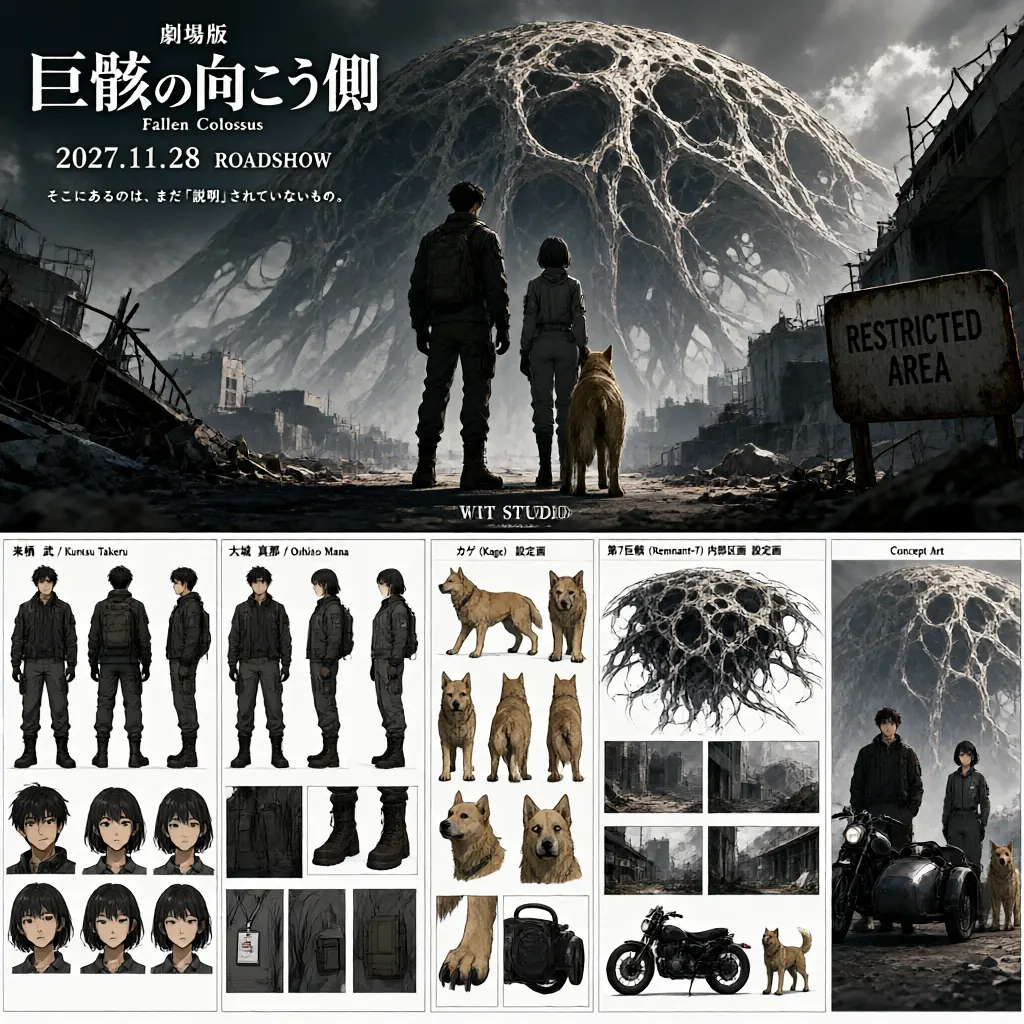 劇場版
巨骸の向こう側
Fallen Colossus
2027.11.28 ROADSHOW
そこにあるのは、まだ「説明」されていないもの。
RESTRICTED
AREA
WIT STUDIO
来栖 武 / Kurusu Takeru
大城 真那 / Oshiro Mana
カゲ (Kage) 設定画
第7巨骸 (Remnant-7) 内部区画 設定画
Concept Art